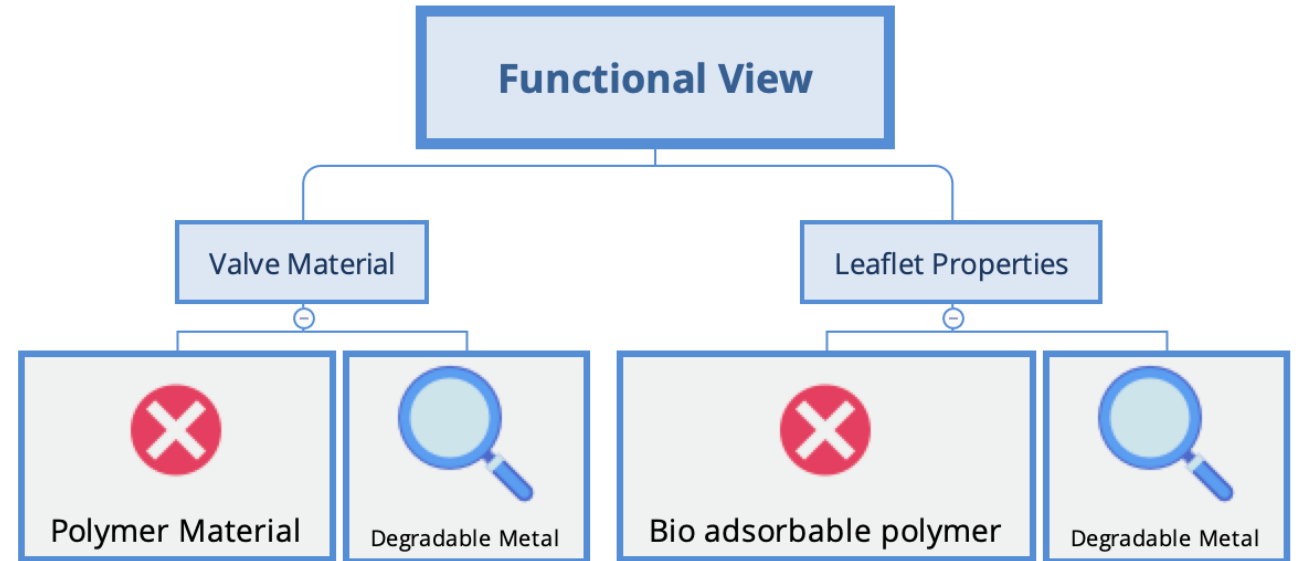 Functional View
Valve Material
Leaflet Properties
Polymer Material
Degradable Metal
Bio adsorbable polymer
Degradable Metal